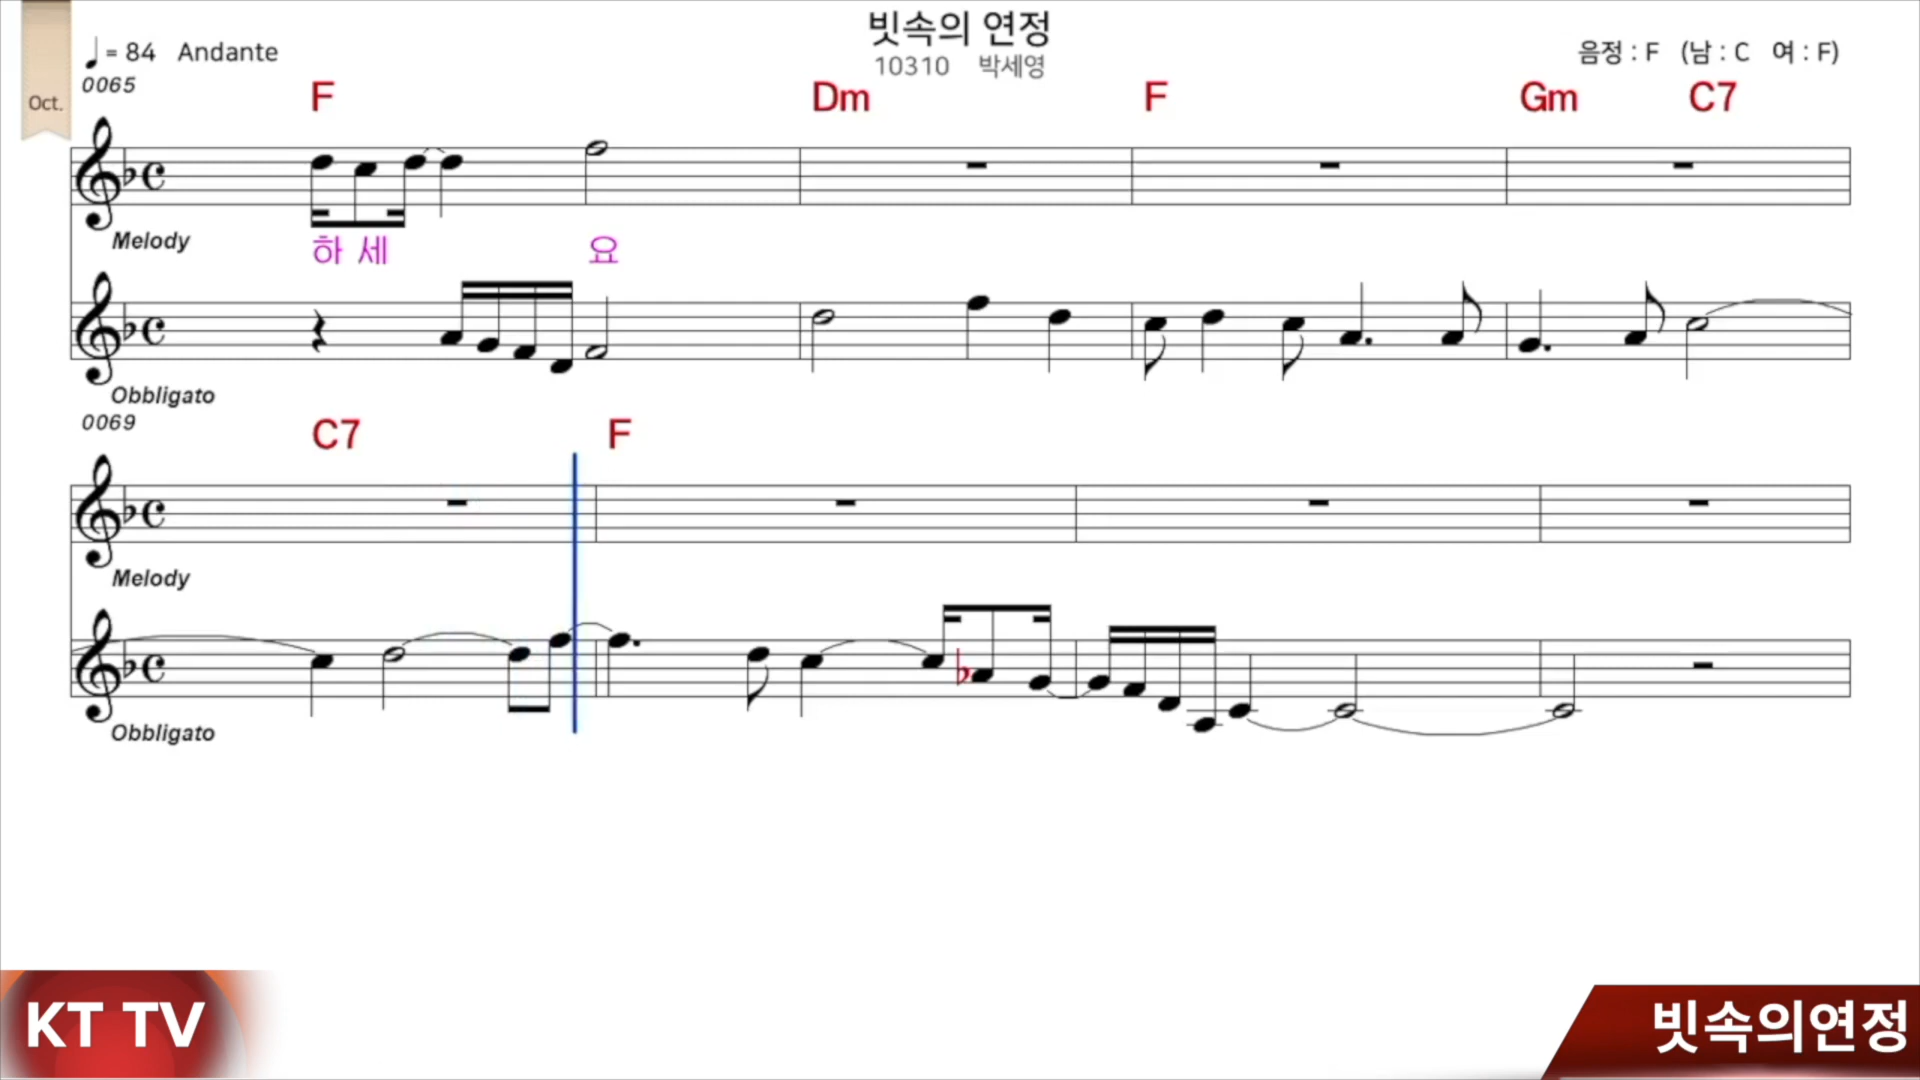 빗속의 연정
♩= 84 Andante
10310 박세영
음정 : F (남 : C 여 : F)
Oct.
0065
F Dm F Gm C7
Melody
하 세 요
Obbligato
0069
C7 F
Melody
Obbligato
KT TV
빗속의연정